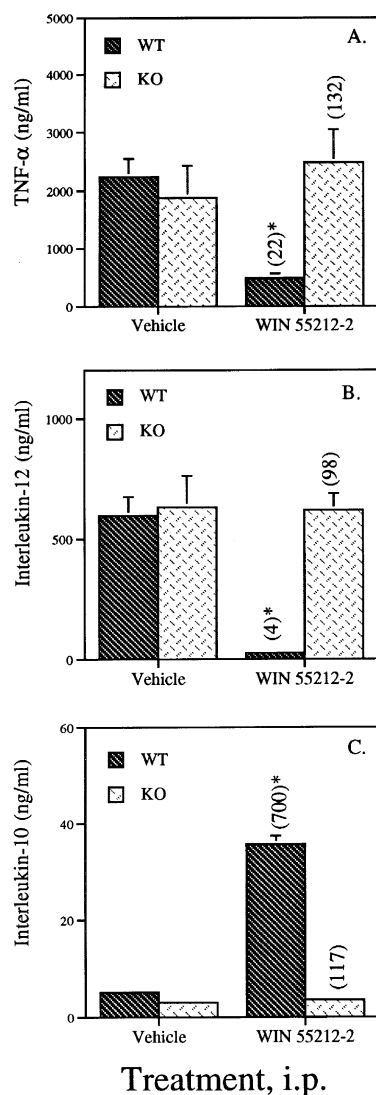 A.
WT
KO
TNF-α (ng/ml)
5000
4000
3000
2000
1000
0
(22)*
(132)
Vehicle
WIN 55212-2
B.
WT
KO
Interleukin-12 (ng/ml)
1000
500
0
(4)*
(98)
Vehicle
WIN 55212-2
C.
WT
KO
Interleukin-10 (ng/ml)
60
40
20
0
(700)*
(117)
Vehicle
WIN 55212-2
Treatment, i.p.